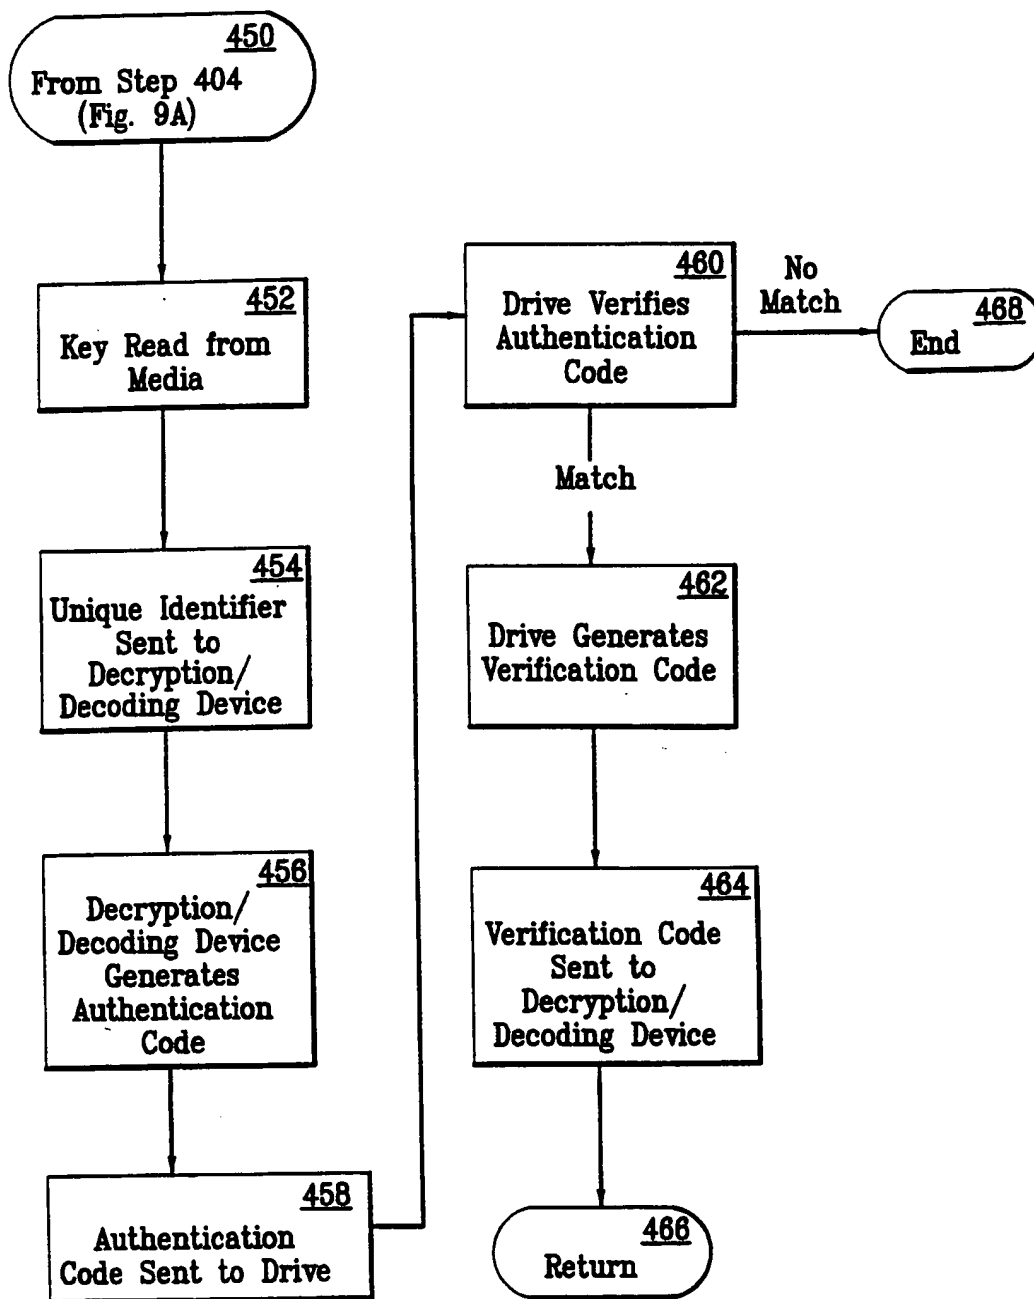 450
From Step 404
(Fig. 9A)
452
Key Read from
Media
454
Unique Identifier
Sent to
Decryption/
Decoding Device
456
Decryption/
Decoding Device
Generates
Authentication
Code
458
Authentication
Code Sent to Drive
460
Drive Verifies
Authentication
Code
No
Match
468
End
Match
462
Drive Generates
Verification Code
464
Verification Code
Sent to
Decryption/
Decoding Device
466
Return